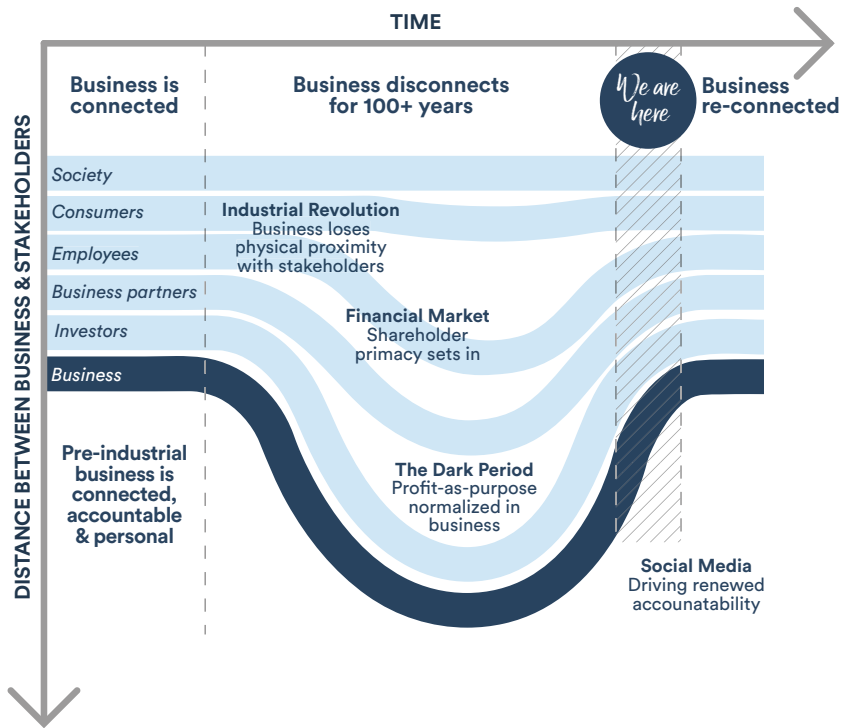 TIME
Business is
connected
Business disconnects
for 100+ years
We are
here
Business
re-connected
DISTANCE BETWEEN BUSINESS & STAKEHOLDERS
Society
Consumers
Employees
Business partners
Investors
Business
Industrial Revolution
Business loses
physical proximity
with stakeholders
Financial Market
Shareholder
primacy sets in
The Dark Period
Profit-as-purpose
normalized in
business
Pre-industrial
business is
connected,
accountable
& personal
Social Media
Driving renewed
accounatability